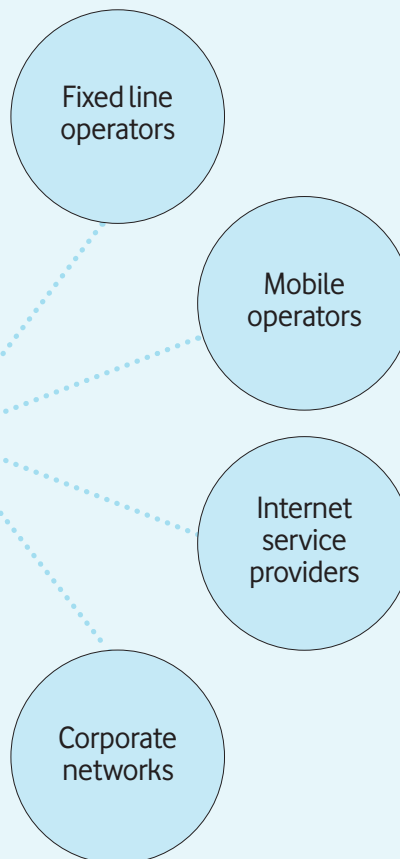 Fixed line
operators
Mobile
operators
Internet
service
providers
Corporate
networks